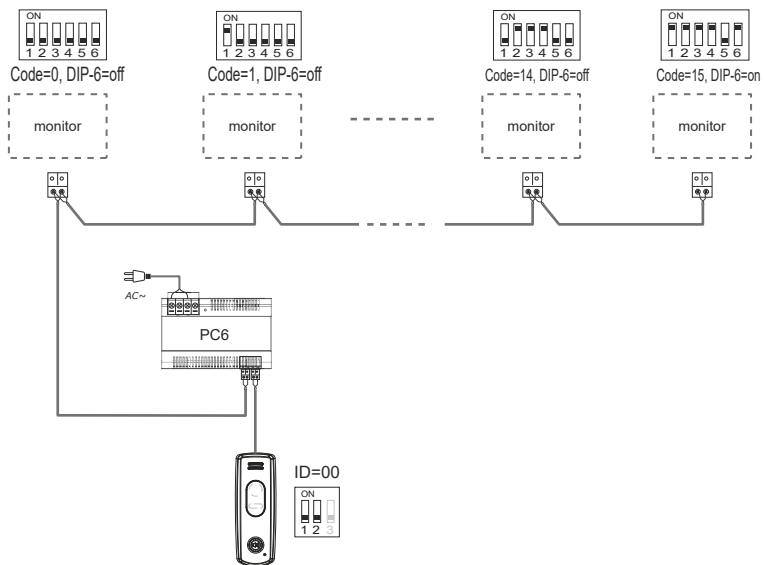 ON
1 2 3 4 5 6
Code=0, DIP-6=off
monitor
ON
1 2 3 4 5 6
Code=1, DIP-6=off
monitor
ON
1 2 3 4 5 6
Code=14, DIP-6=off
monitor
ON
1 2 3 4 5 6
Code=15, DIP-6=on
monitor
AC~
PC6
ID=00
ON
1 2 3